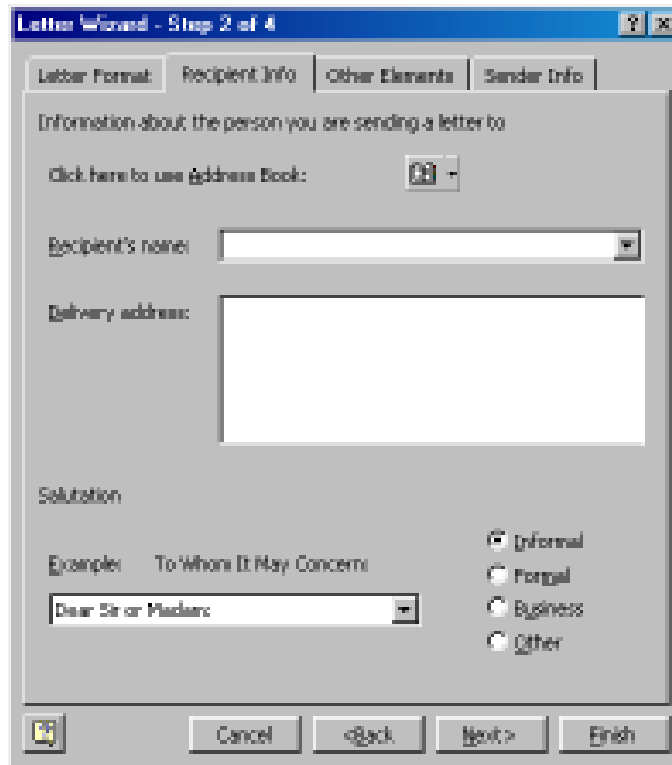 Letter Wizard - Step 2 of 4
Letter Format Recipient Info Other Elements Sender Info
Information about the person you are sending a letter to
Click here to use Address Book:
Recipient's name:
Delivery address:
Salutation
Informal
Example: To Whom It May Concern:
Formal
Dear Sir or Madam:
Business
Other
Cancel <Back Next> Finish